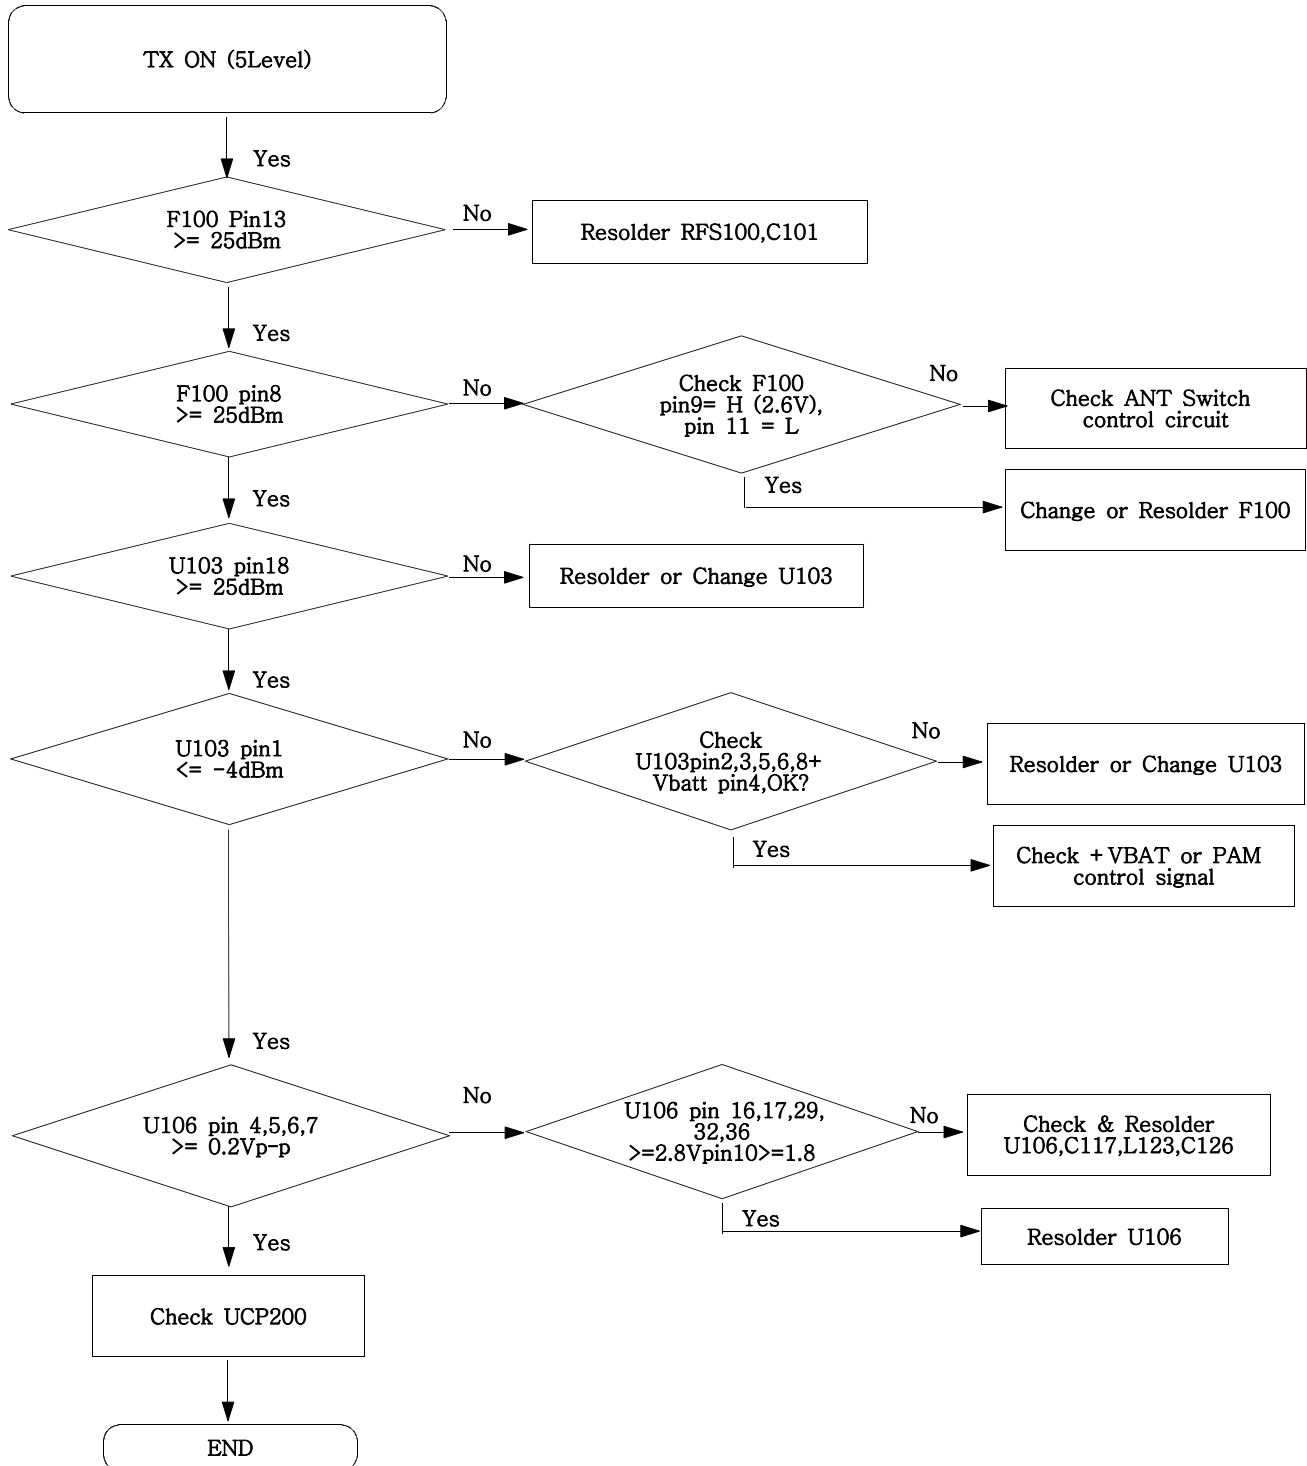 TX ON (5Level)
Yes
F100 Pin13
>= 25dBm
No
Resolder RFS100,C101
Yes
F100 pin8
>= 25dBm
No
Check F100
pin9= H (2.6V),
pin 11 = L
No
Check ANT Switch
control circuit
Yes
Change or Resolder F100
Yes
U103 pin18
>= 25dBm
No
Resolder or Change U103
Yes
U103 pin1
<= -4dBm
No
Check
U103pin2,3,5,6,8+
Vbatt pin4,OK?
No
Resolder or Change U103
Yes
Check +VBAT or PAM
control signal
Yes
U106 pin 4,5,6,7
>= 0.2Vp-p
No
U106 pin 16,17,29,
32,36
>=2.8Vpin10>=1.8
No
Check & Resolder
U106,C117,L123,C126
Yes
Resolder U106
Yes
Check UCP200
END